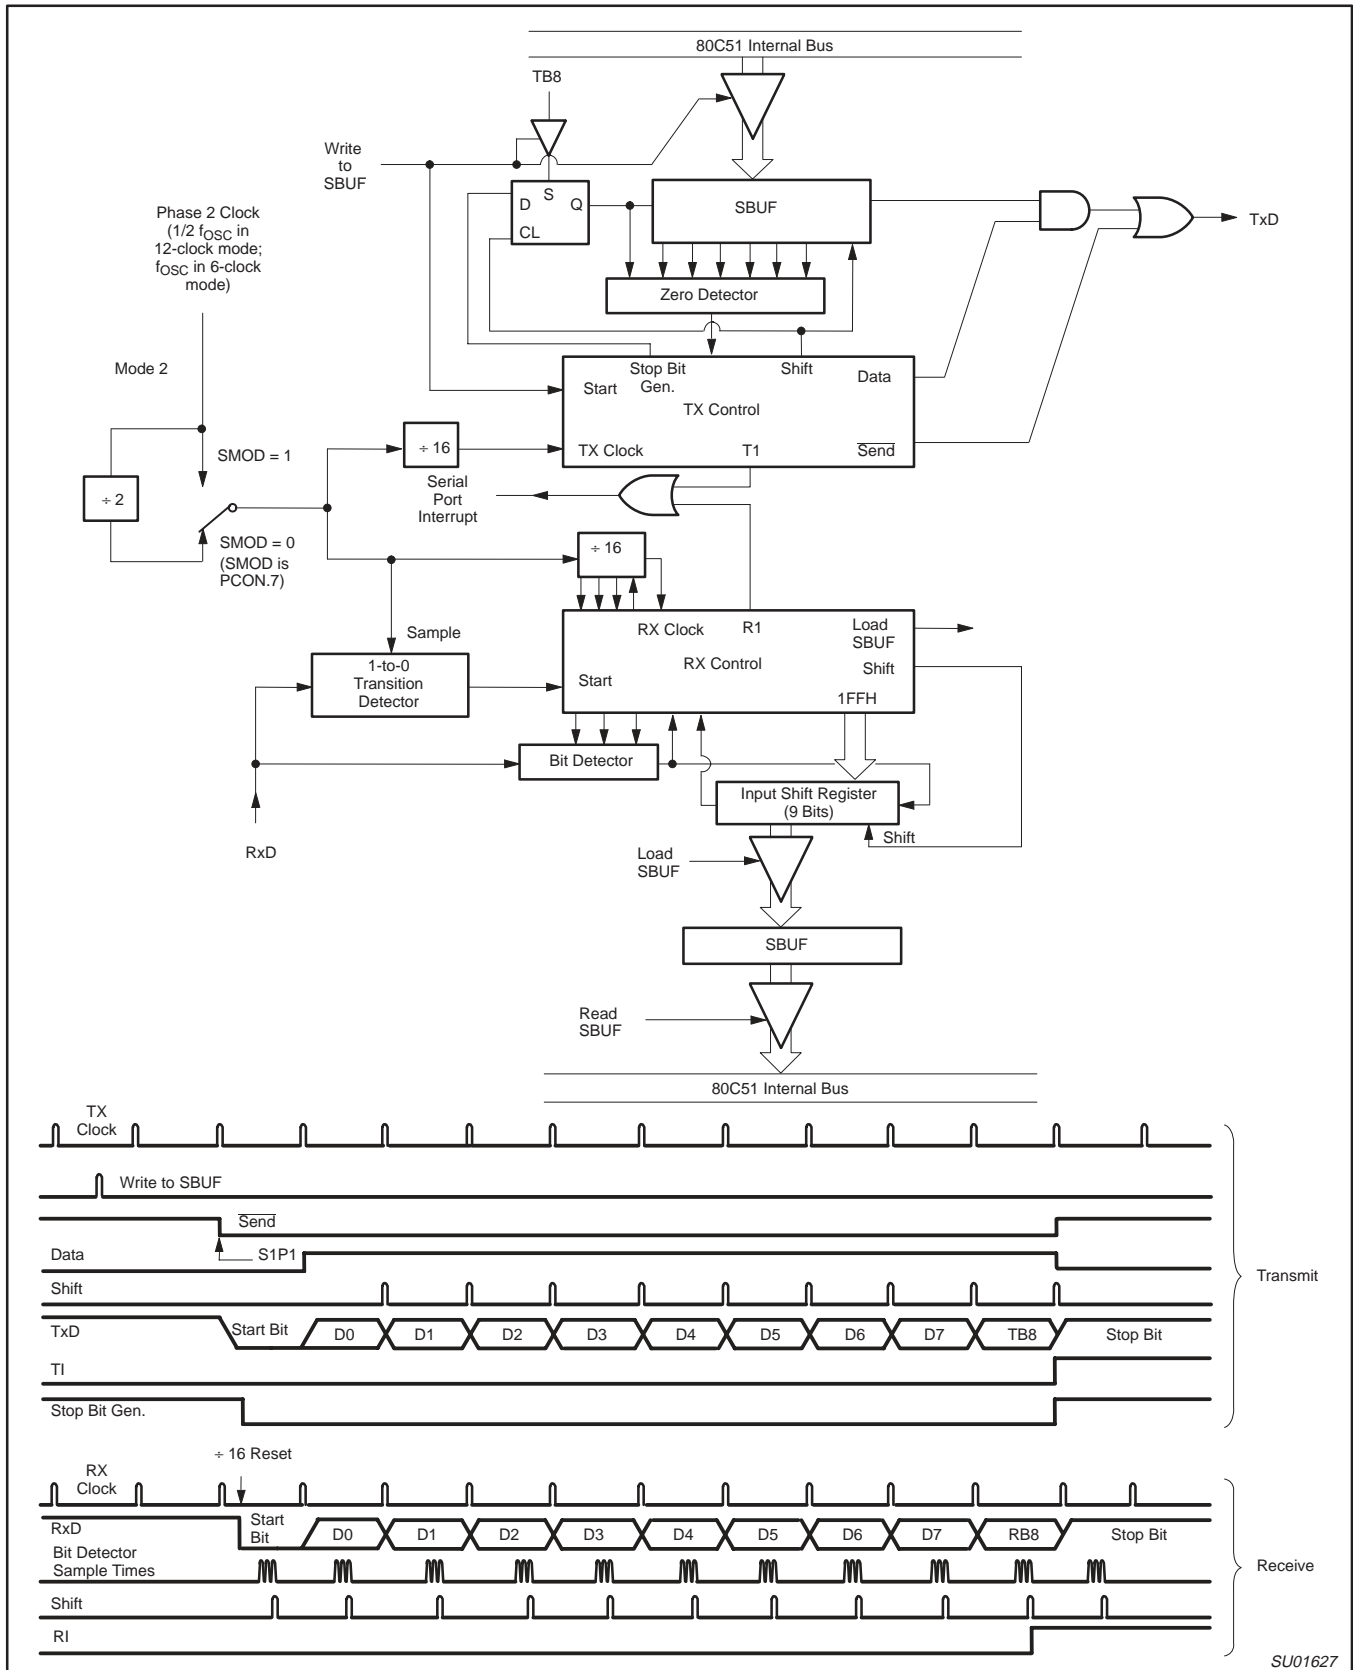 80C51 Internal Bus
TB8
Write
to
SBUF
D
S
Q
CL
SBUF
TxD
Phase 2 Clock
(1/2 fOSC in
12-clock mode;
fOSC in 6-clock
mode)
Zero Detector
Mode 2
Stop Bit
Gen.
Shift
Data
Start
TX Control
TX Clock
T1
Send
SMOD = 1
÷ 16
÷ 2
Serial
Port
Interrupt
SMOD = 0
(SMOD is
PCON.7)
÷ 16
Sample
RX Clock
R1
Load
SBUF
RX Control
Shift
Start
1FFH
1-to-0
Transition
Detector
Bit Detector
Input Shift Register
(9 Bits)
Shift
RxD
Load
SBUF
SBUF
Read
SBUF
80C51 Internal Bus
TX
Clock
Write to SBUF
Send
Data
S1P1
Shift
TxD
Start Bit
D0
D1
D2
D3
D4
D5
D6
D7
TB8
Stop Bit
TI
Stop Bit Gen.
Transmit
÷ 16 Reset
RX
Clock
RxD
Start
Bit
D0
D1
D2
D3
D4
D5
D6
D7
RB8
Stop Bit
Bit Detector
Sample Times
Shift
RI
Receive
SU01627